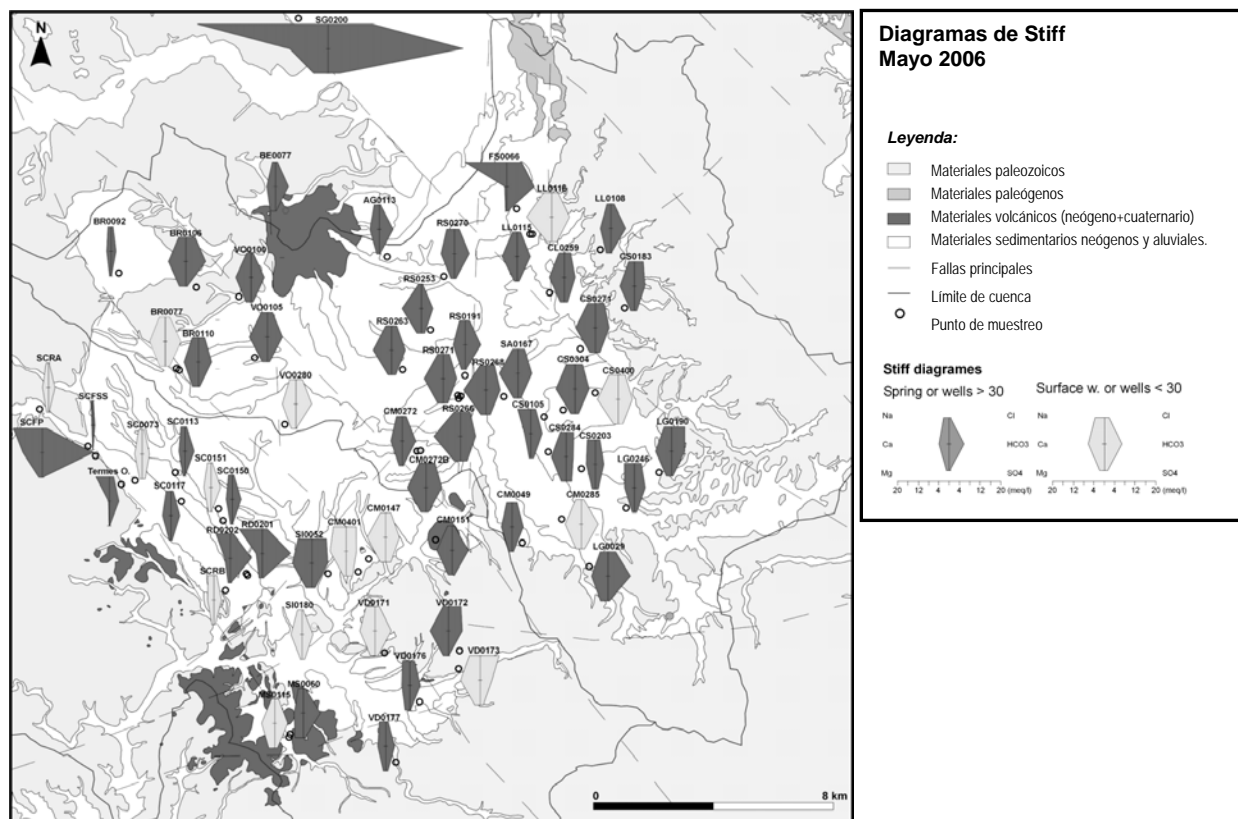 N
SG0200
BE0077
FS0066
LL0116
LL0108
AG0113
BR0092
BR0106
RS0270
LL0115
VO0100
CL0259
CS0183
RS0253
VO0105
CS0271
BR0077
BR0110
RS0263
RS0191
SA0167
RS0271
RS0268
CS0304
SCRA
VO0280
CS0400
SCFSS
SCFP
RS0266
CM0272
CS0105
SC0073
SC0113
CS0284
CS0203
LG0190
SC0151
SC0150
CM0272B
LG0246
Termes O.
SC0117
CM0049
CM0285
CM0147
CM0151
RD0202
RD0201
SI0052
CM0401
LG0029
SCRB
SI0180
VD0171
VD0172
VD0176
VD0173
MS0060
MS0115
VD0177
0 8 km
Diagramas de Stiff
Mayo 2006
Leyenda:
Materiales paleozoicos
Materiales paleógenos
Materiales volcánicos (neógeno+cuaternario)
Materiales sedimentarios neógenos y aluviales.
Fallas principales
Límite de cuenca
Punto de muestreo
Stiff diagrames
Spring or wells > 30 Surface w. or wells < 30
Na Cl Na Cl
Ca HCO3 Ca HCO3
Mg SO4 Mg SO4
20 12 4 4 12 20 (meq/l) 20 12 4 4 12 20 (meq/l)